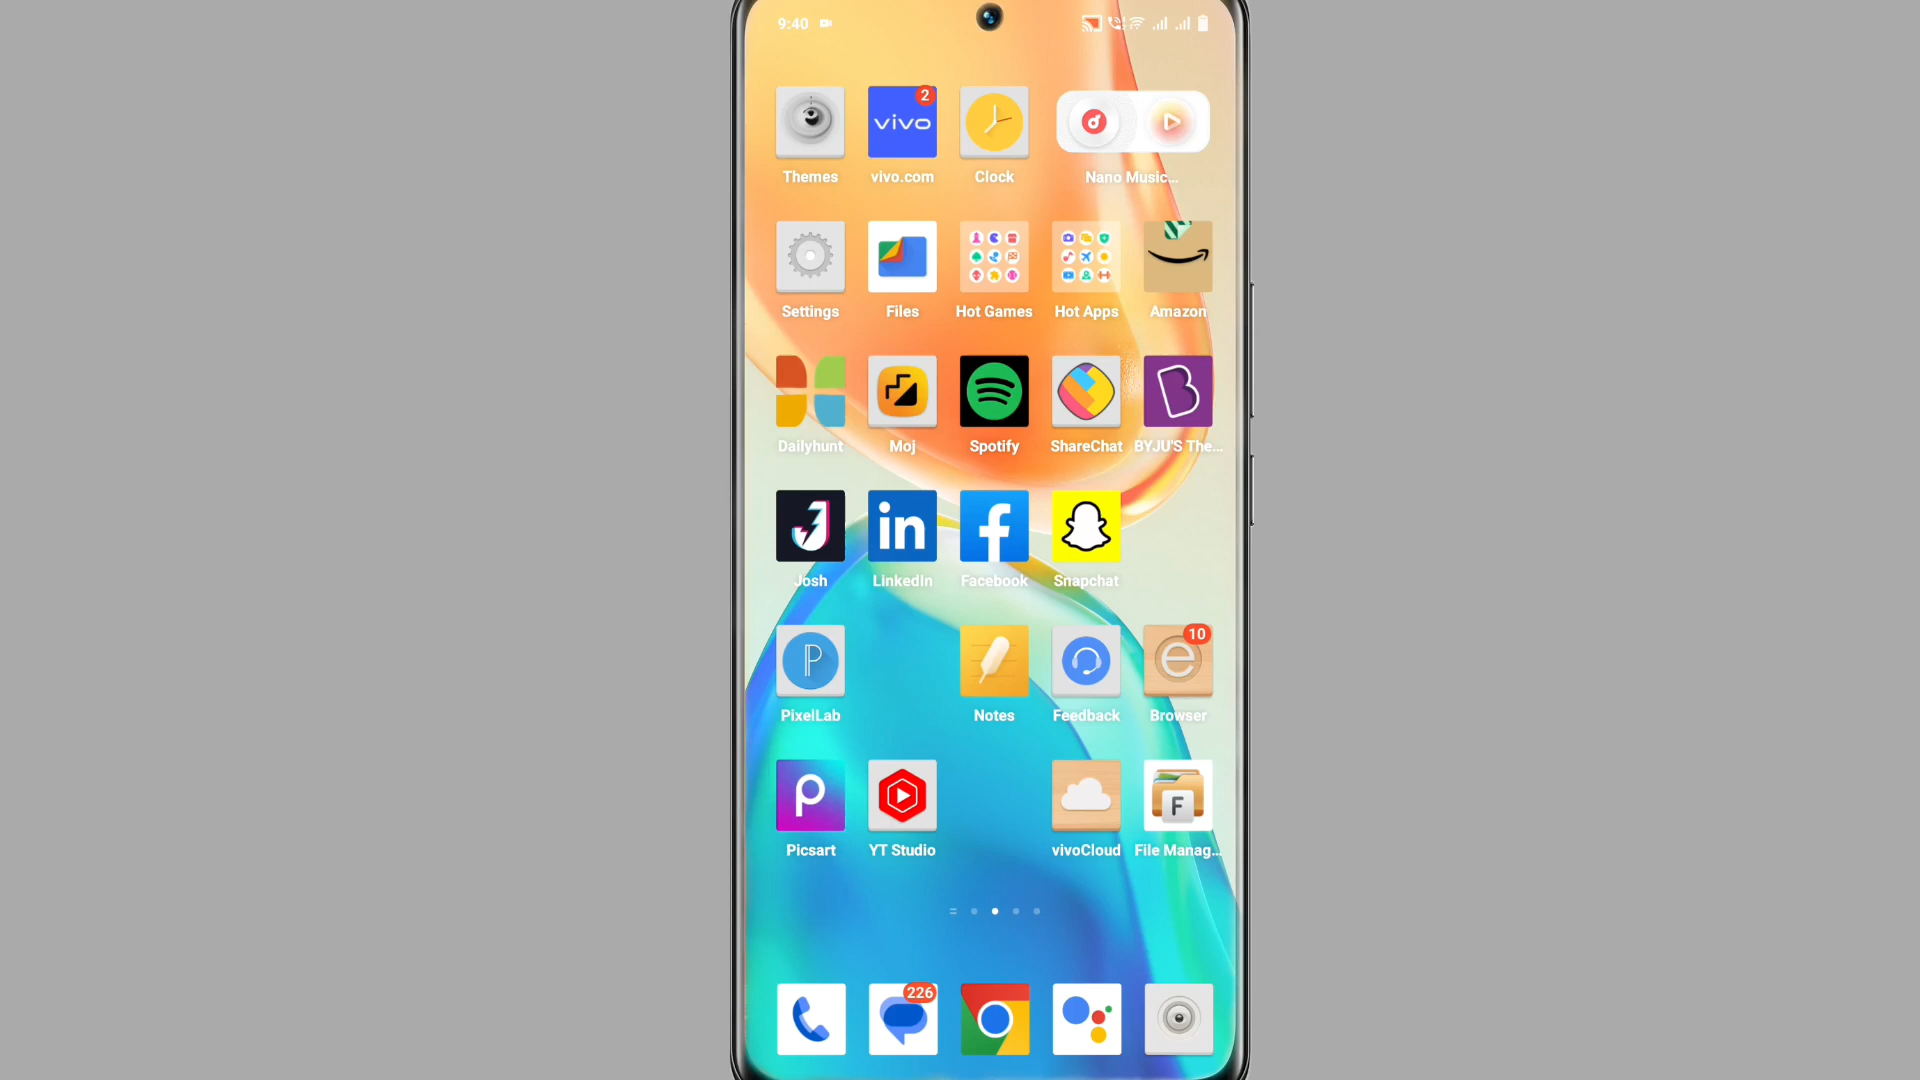 9:40
2
vivo
Themes vivo.com Clock Nano Music...
Settings Files Hot Games Hot Apps Amazon
Dailyhunt Moj Spotify ShareChat BYJU'S The...
in
Josh LinkedIn Facebook Snapchat
10
PixelLab Notes Feedback Browser
F
Picsart YT Studio vivoCloud File Manag...
226